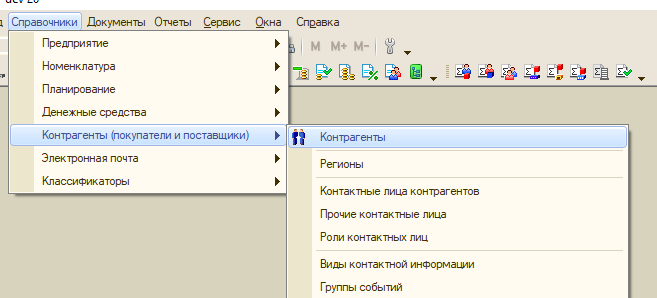 Справочники Документы Отчеты Сервис Окна Справка
M M+ M-
Предприятие
Номенклатура
Планирование
Денежные средства
Контрагенты (покупатели и поставщики)
Электронная почта
Классификаторы
Контрагенты
Регионы
Контактные лица контрагентов
Прочие контактные лица
Роли контактных лиц
Виды контактной информации
Группы событий